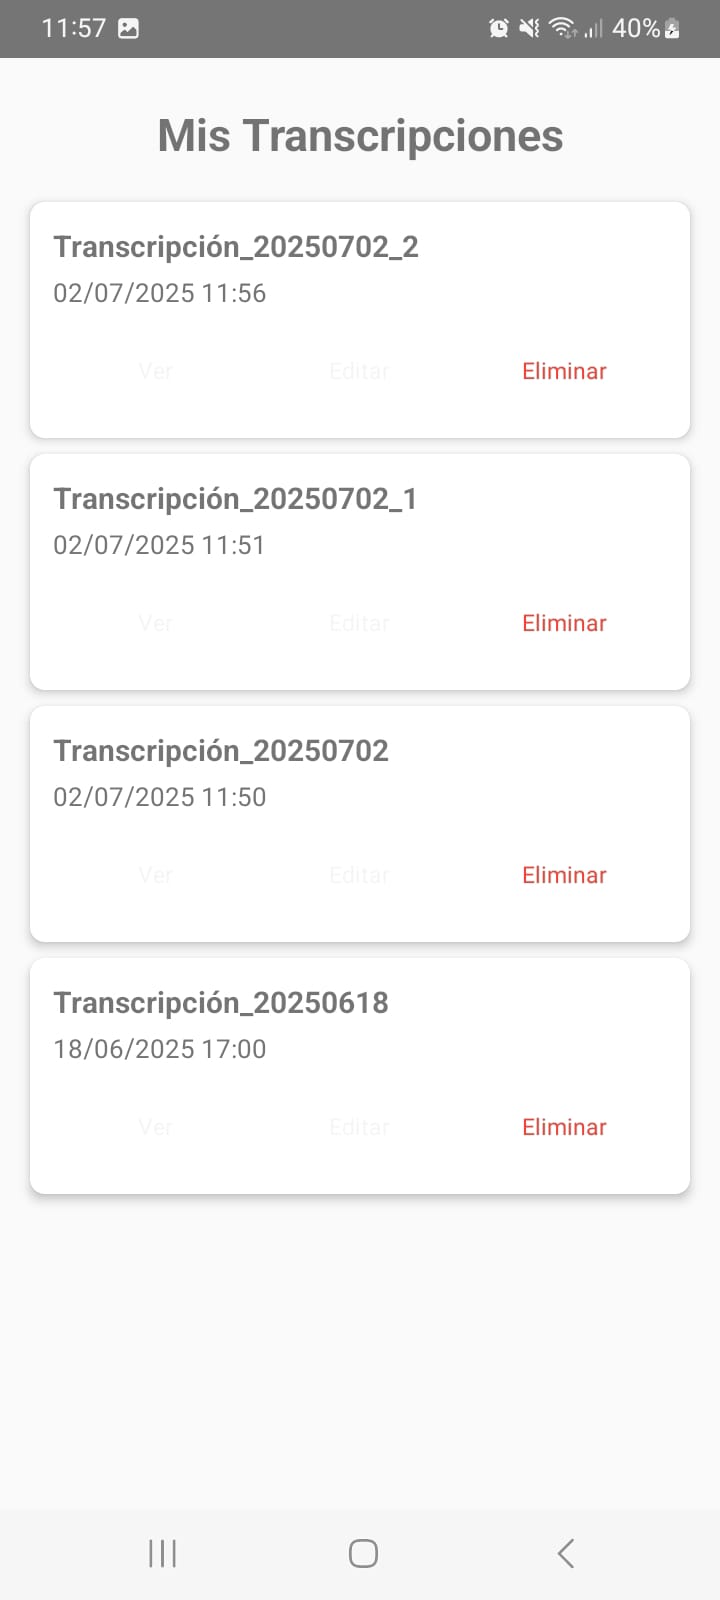 11:57 40%
Mis Transcripciones
Transcripción_20250702_2
02/07/2025 11:56
Ver Editar Eliminar
Transcripción_20250702_1
02/07/2025 11:51
Ver Editar Eliminar
Transcripción_20250702
02/07/2025 11:50
Ver Editar Eliminar
Transcripción_20250618
18/06/2025 17:00
Ver Editar Eliminar